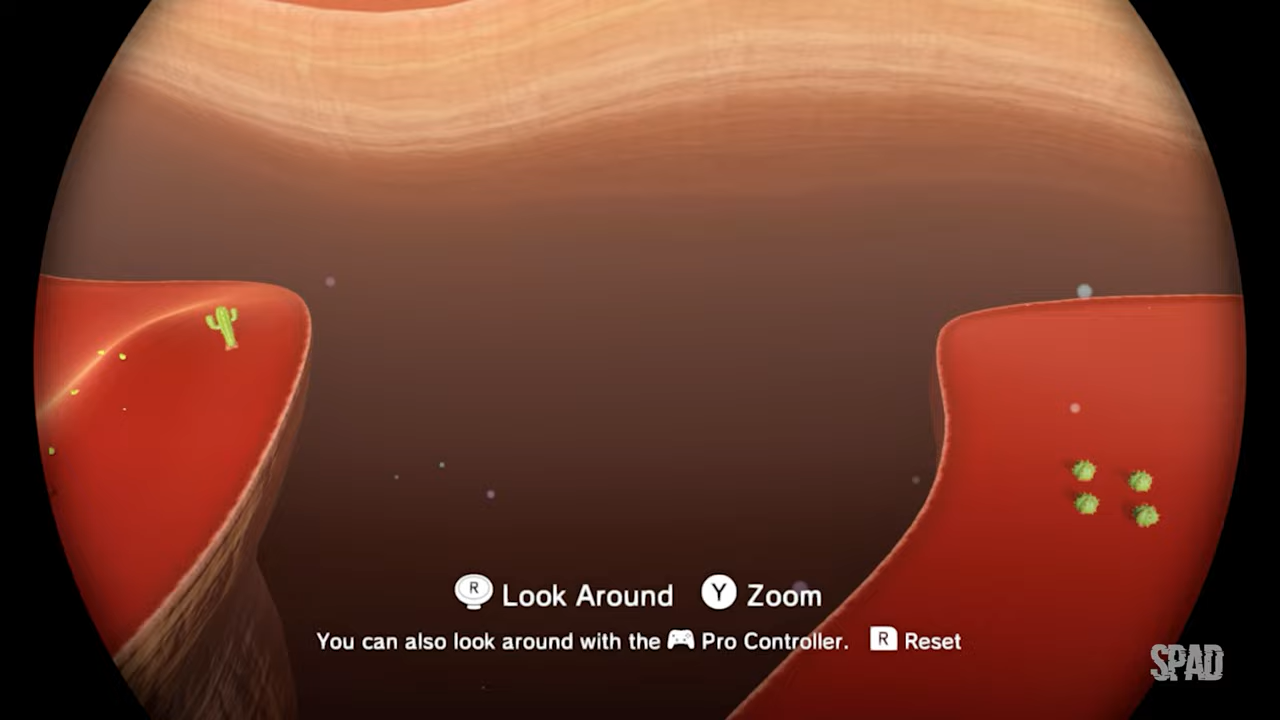 R Look Around Y Zoom
You can also look around with the Pro Controller. R Reset
SPAD